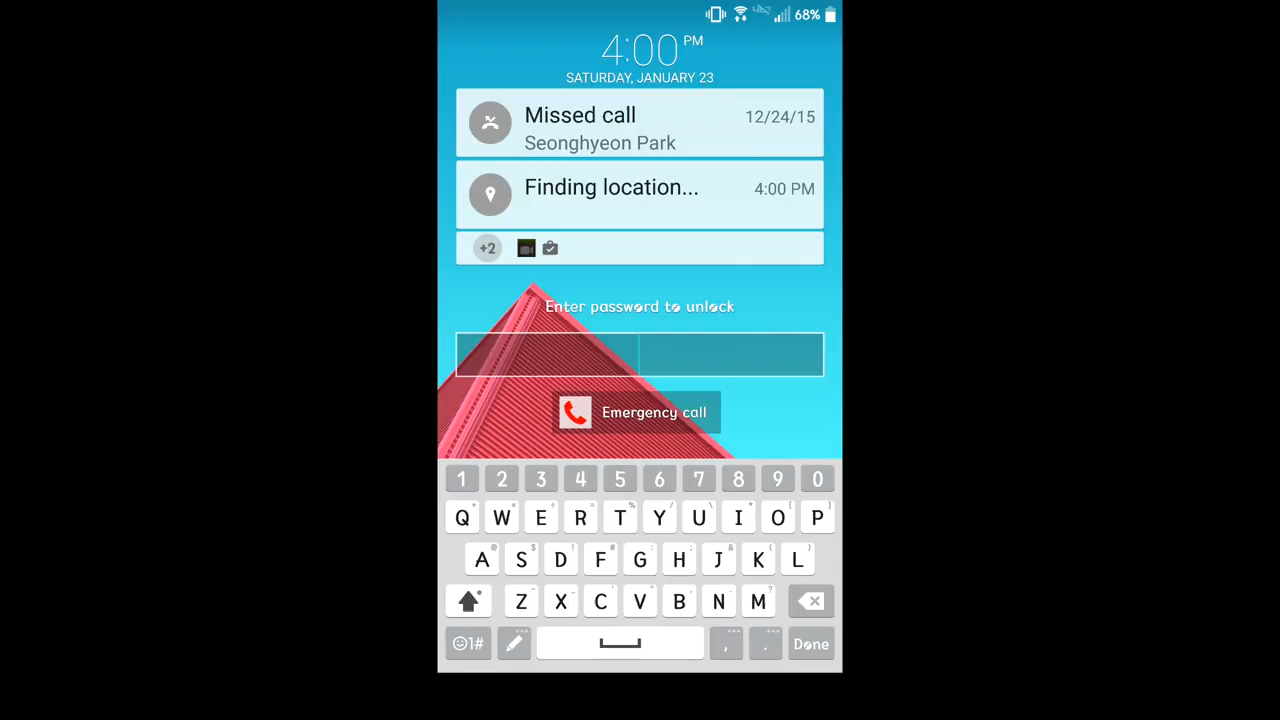 68%
4:00 PM
SATURDAY, JANUARY 23
Missed call 12/24/15
Seonghyeon Park
Finding location... 4:00 PM
+2
Enter password to unlock
Emergency call
1 2 3 4 5 6 7 8 9 0
Q W E R T Y U I O P
A S D F G H J K L
Z X C V B N M
1# , . Done